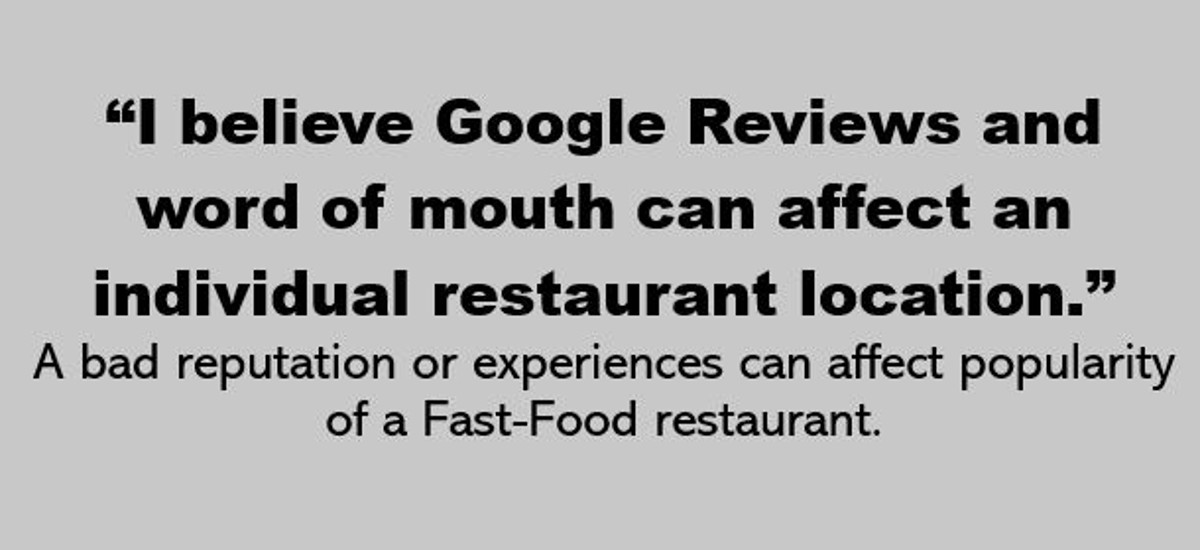 “I believe Google Reviews and
word of mouth can affect an
individual restaurant location.”
A bad reputation or experiences can affect popularity
of a Fast-Food restaurant.